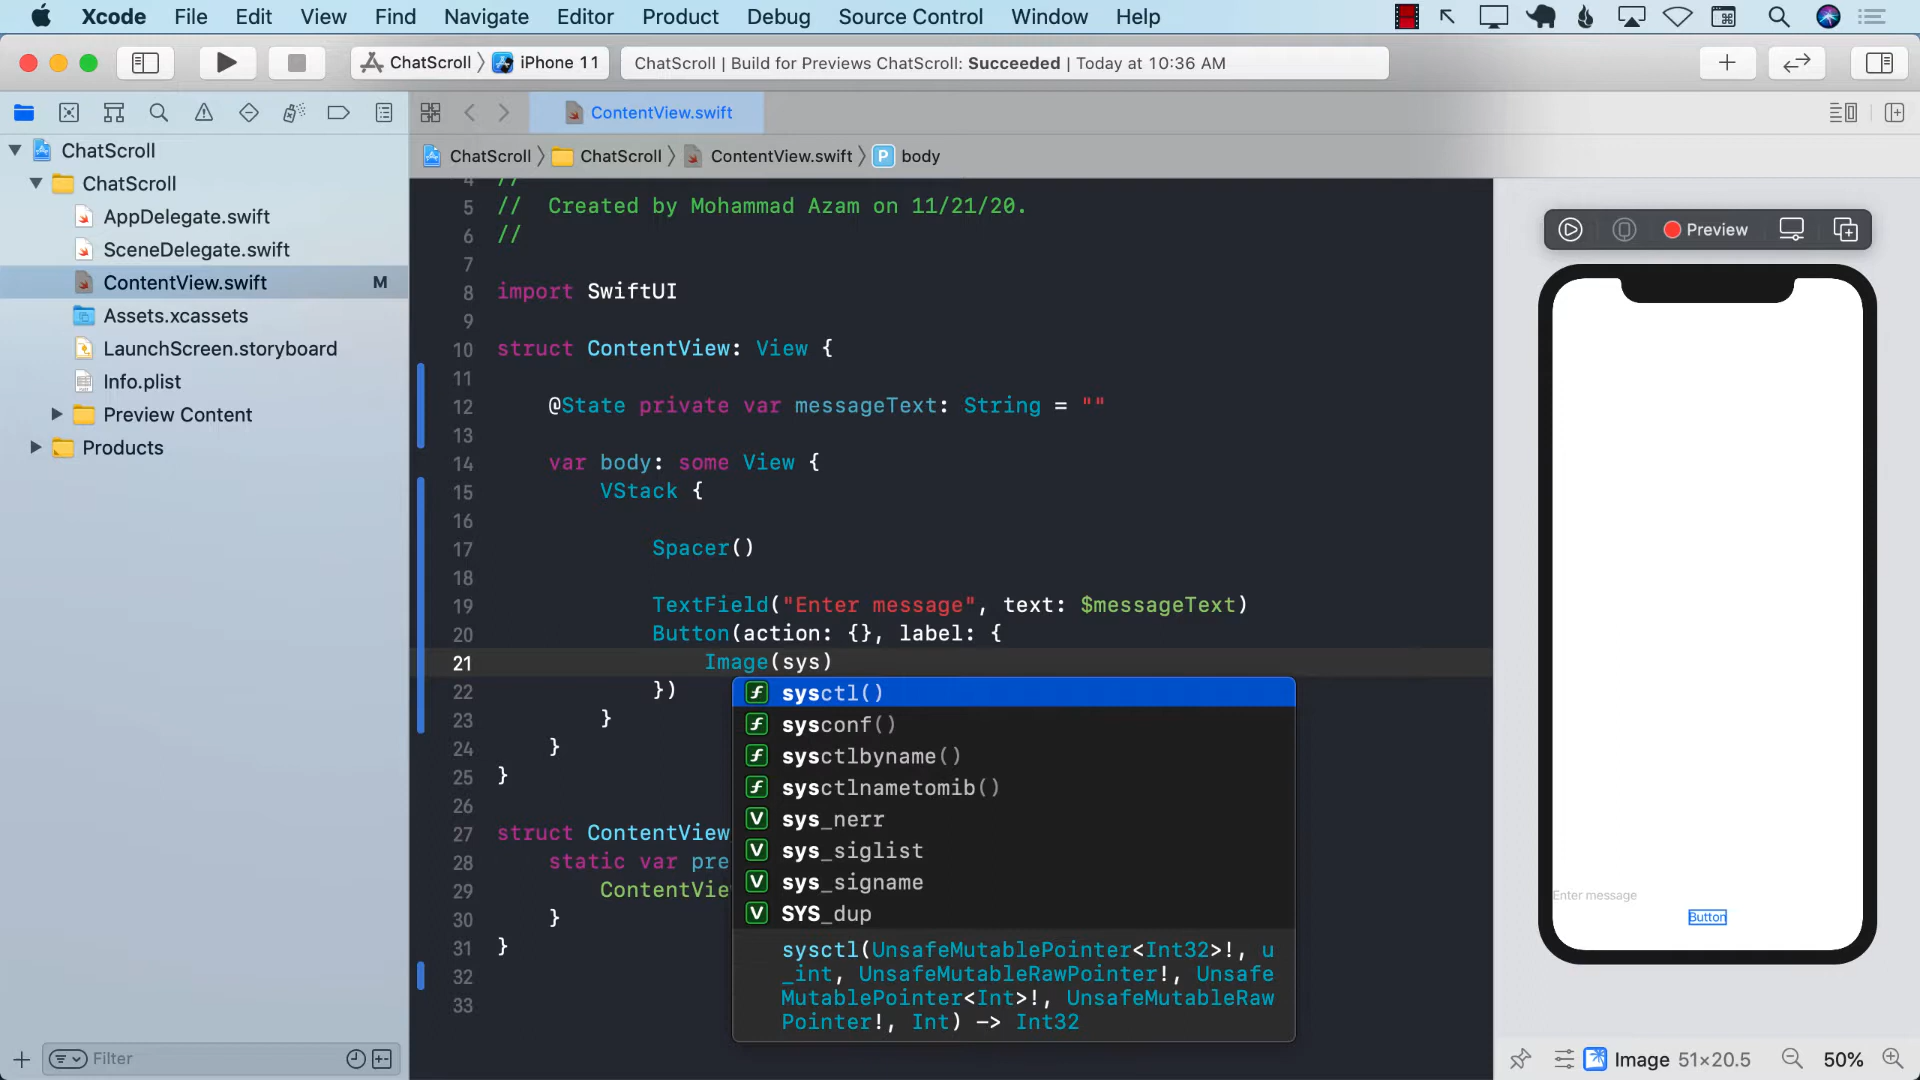 Xcode File Edit View Find Navigate Editor Product Debug Source Control Window Help
ChatScroll iPhone 11
ChatScroll | Build for Previews ChatScroll: Succeeded | Today at 10:36 AM
ContentView.swift
ChatScroll ChatScroll ContentView.swift P body
ChatScroll
ChatScroll
AppDelegate.swift
SceneDelegate.swift
ContentView.swift M
Assets.xcassets
LaunchScreen.storyboard
Info.plist
Preview Content
Products
Filter
4 //
5 // Created by Mohammad Azam on 11/21/20.
6 //
7
8 import SwiftUI
9
10 struct ContentView: View {
11
12 @State private var messageText: String = ""
13
14 var body: some View {
15 VStack {
16
17 Spacer()
18
19 TextField("Enter message", text: $messageText)
20 Button(action: {}, label: {
21 Image(sys)
22 })
23 }
24 }
25 }
26
27 struct ContentView
28 static var pre
29 ContentVie
30 }
31 }
32
33
f sysctl()
f sysconf()
f sysctlbyname()
f sysctlnametomib()
V sys_nerr
V sys_siglist
V sys_signame
V SYS_dup
sysctl(UnsafeMutablePointer<Int32>!, u
_int, UnsafeMutableRawPointer!, Unsafe
MutablePointer<Int>!, UnsafeMutableRaw
Pointer!, Int) -> Int32
Preview
Enter message
Button
Image 51×20.5 50%